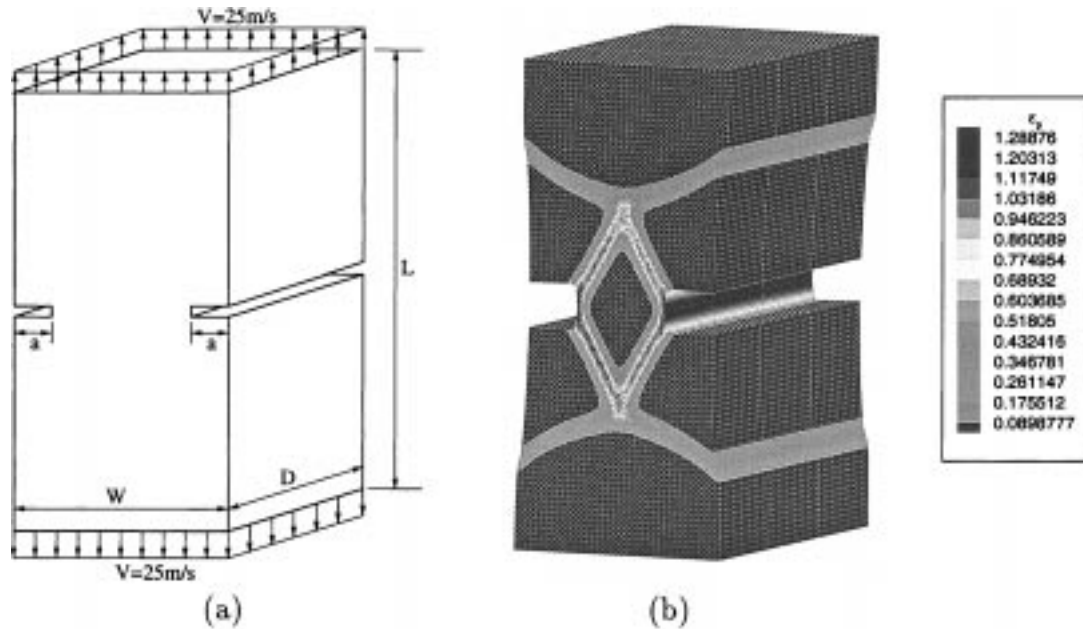 V=25m/s
L
a
a
W
D
V=25m/s
(a)
(b)
εp
1.28876
1.20313
1.11749
1.03186
0.946223
0.860589
0.774954
0.68932
0.603685
0.51805
0.432416
0.346781
0.261147
0.175512
0.0898777